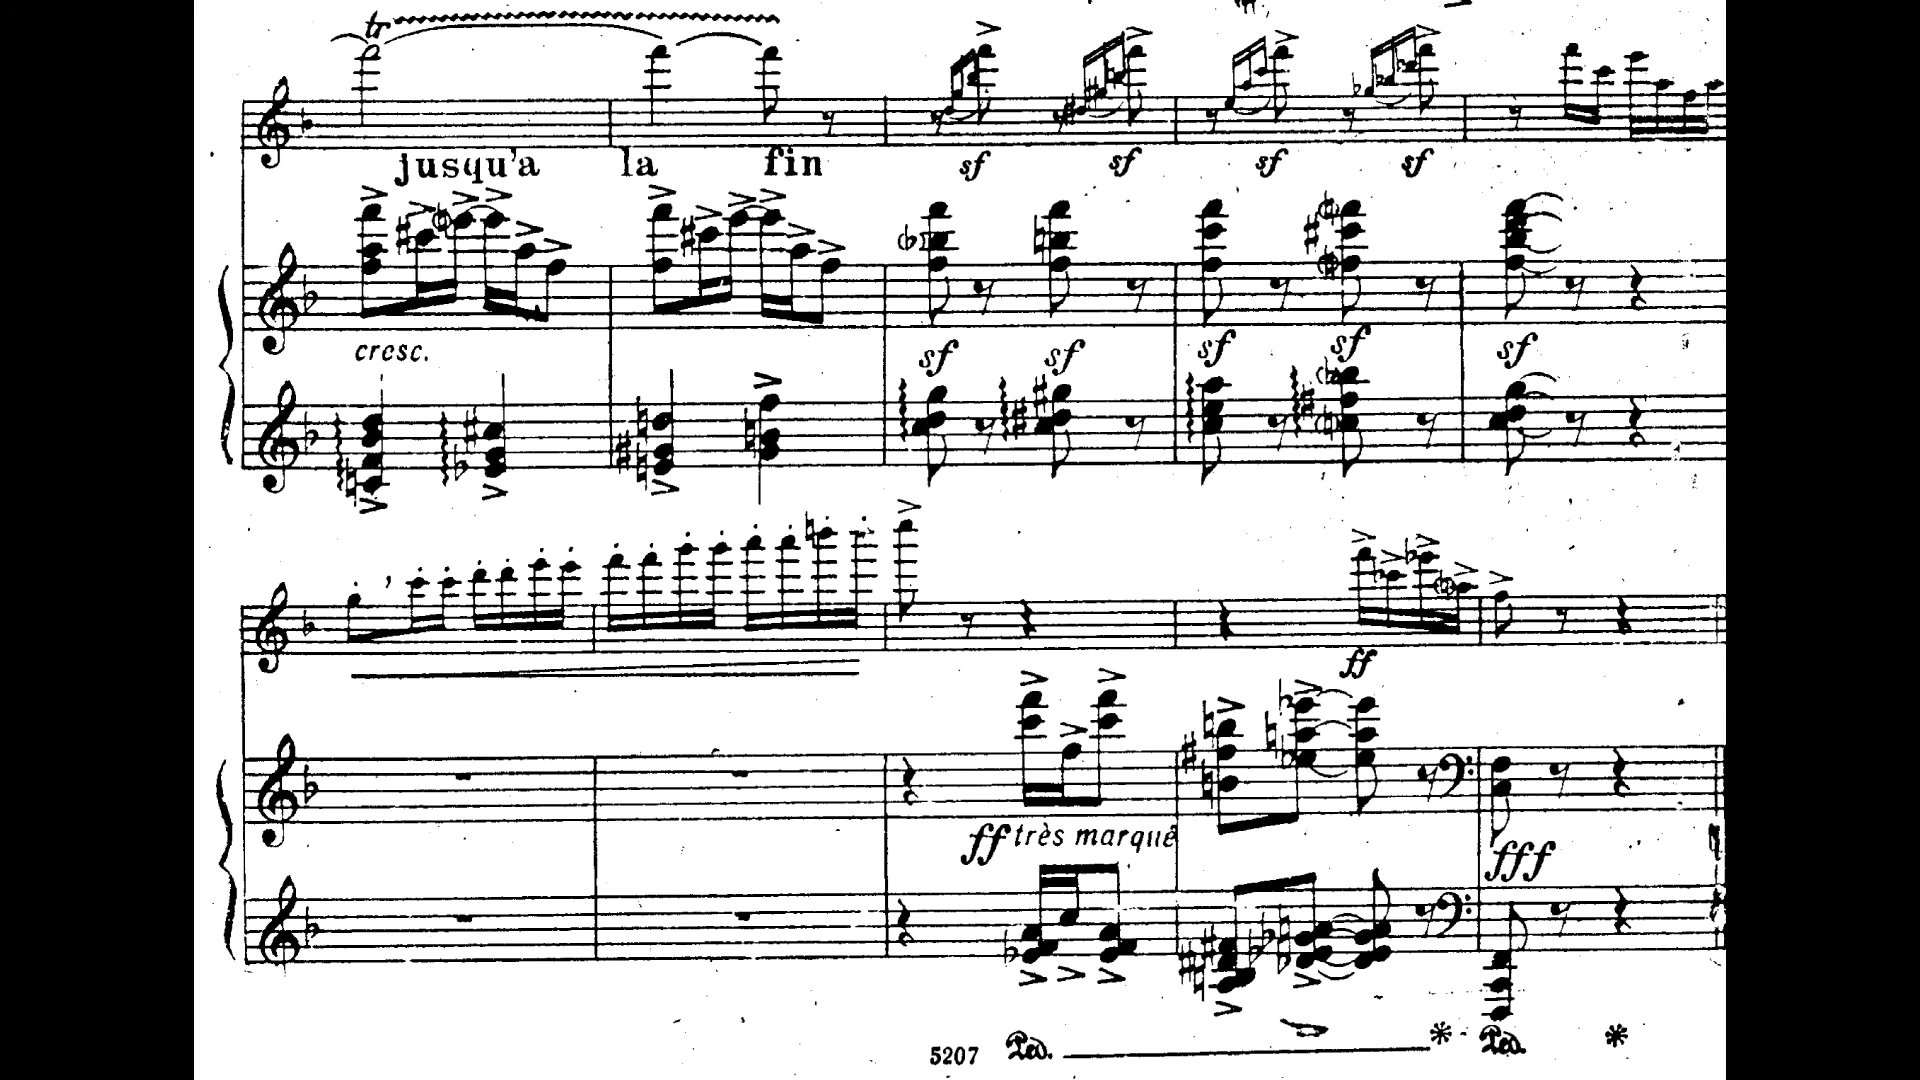 tr
jusqu'a la fin
sf sf sf sf
cresc.
sf sf sf sf sf
ff
ff très marqué
fff
5207 Ped. * Ped. *